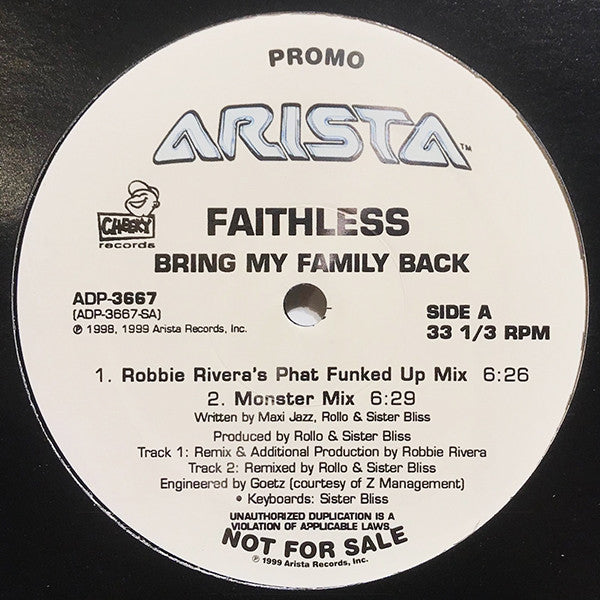 PROMO
ARISTA™
CHEEKY
records
FAITHLESS
BRING MY FAMILY BACK
ADP-3667
(ADP-3667-SA)
℗ 1998, 1999 Arista Records, Inc.
SIDE A
33 1/3 RPM
1. Robbie Rivera's Phat Funked Up Mix 6:26
2. Monster Mix 6:29
Written by Maxi Jazz, Rollo & Sister Bliss
Produced by Rollo & Sister Bliss
Track 1: Remix & Additional Production by Robbie Rivera
Track 2: Remixed by Rollo & Sister Bliss
Engineered by Goetz (courtesy of Z Management)
• Keyboards: Sister Bliss
UNAUTHORIZED DUPLICATION IS A
VIOLATION OF APPLICABLE LAWS
NOT FOR SALE
℗ 1999 Arista Records, Inc.